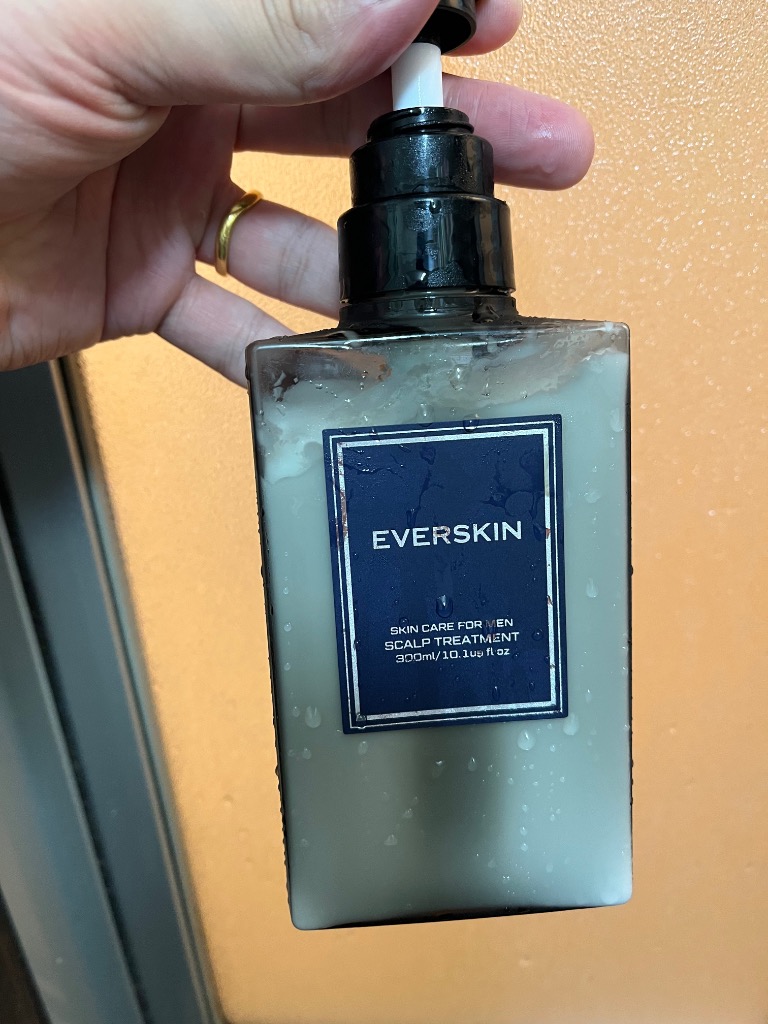 EVERSKIN
SKIN CARE FOR MEN
SCALP TREATMENT
300ml/10.1us fl oz